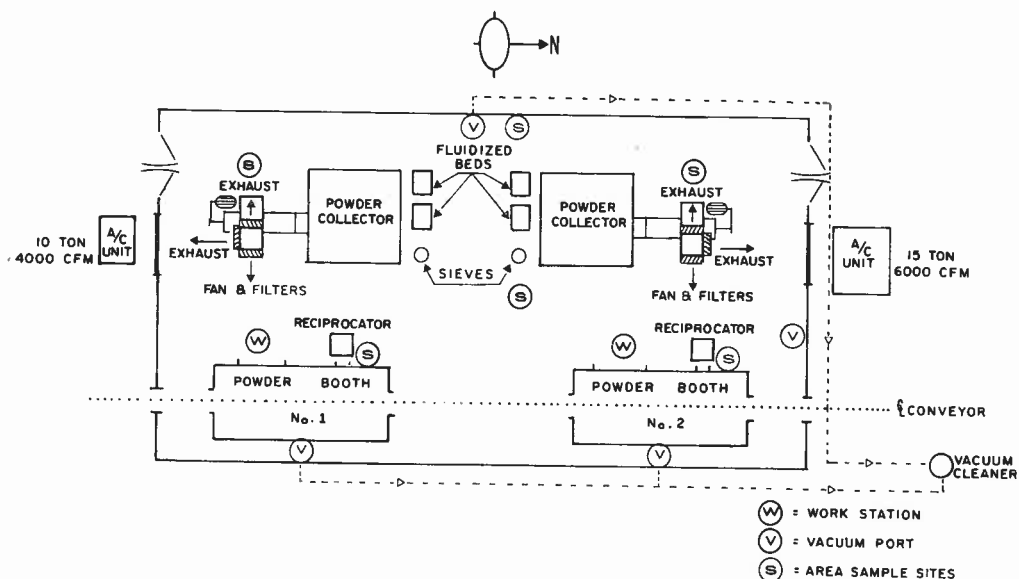 N
V
S
FLUIDIZED
BEDS
S
EXHAUST
POWDER
COLLECTOR
POWDER
COLLECTOR
S
EXHAUST
10 TON
4000 CFM
A/C
UNIT
EXHAUST
FAN & FILTERS
SIEVES
S
EXHAUST
FAN & FILTERS
A/C
UNIT
15 TON
6000 CFM
V
RECIPROCATOR
W
S
RECIPROCATOR
W
S
POWDER BOOTH
No. 1
POWDER BOOTH
No. 2
℄ CONVEYOR
V
V
VACUUM
CLEANER
W = WORK STATION
V = VACUUM PORT
S = AREA SAMPLE SITES